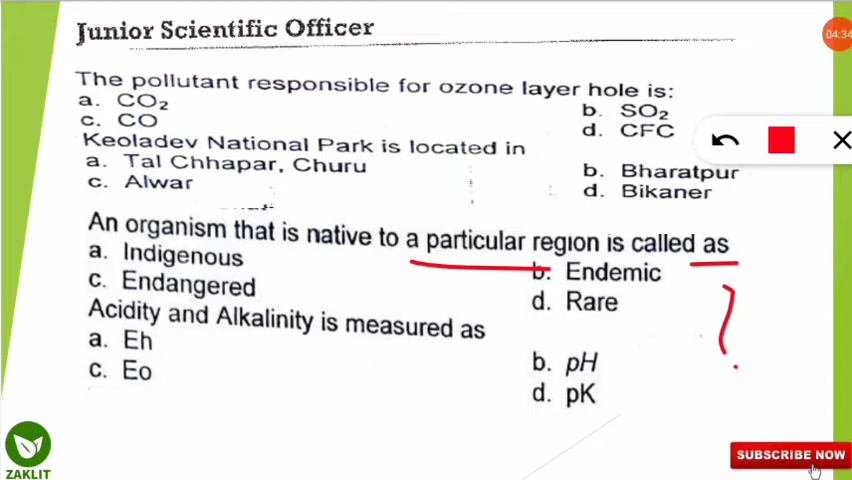 Junior Scientific Officer
04:34
The pollutant responsible for ozone layer hole is:
a. CO₂ b. SO₂
c. CO d. CFC
Keoladev National Park is located in
a. Tal Chhapar, Churu b. Bharatpur
c. Alwar d. Bikaner
An organism that is native to a particular region is called as
a. Indigenous b. Endemic
c. Endangered d. Rare
Acidity and Alkalinity is measured as
a. Eh b. pH
c. Eo d. pK
ZAKLIT
SUBSCRIBE NOW